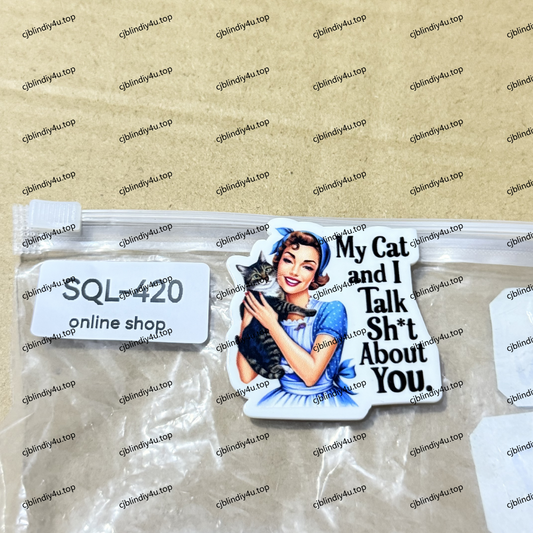 cjblindiy4u.top
SQL-420
online shop
My Cat
and I
Talk
Sh*t
About
You.